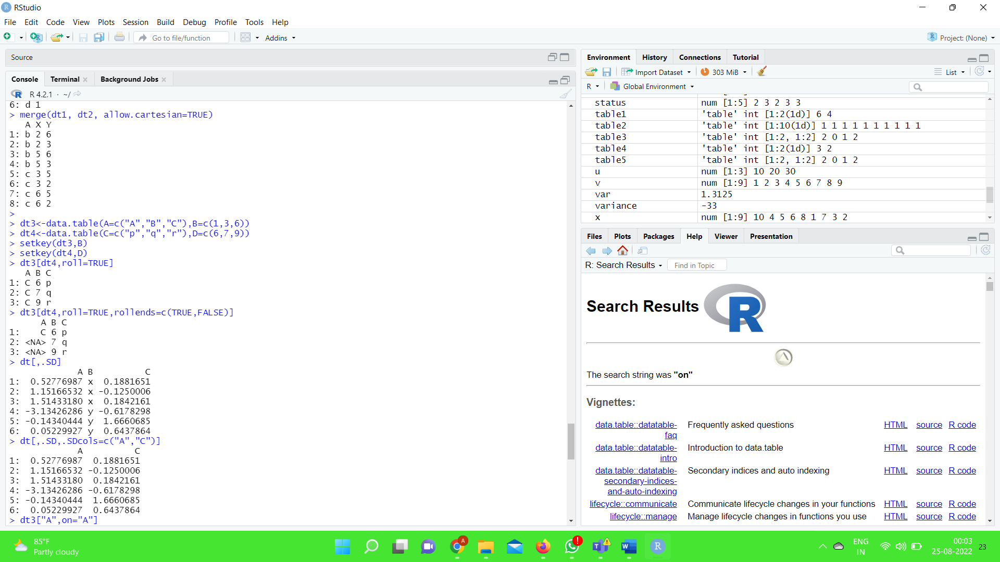 RStudio
File Edit Code View Plots Session Build Debug Profile Tools Help
Go to file/function Addins Project: (None)
Source
Console Terminal Background Jobs
R 4.2.1 · ~/
6: d 1
> merge(dt1, dt2, allow.cartesian=TRUE)
   A X Y
1: b 2 6
2: b 2 3
3: b 5 6
4: b 5 3
5: c 3 5
6: c 3 2
7: c 6 5
8: c 6 2
>
> dt3<-data.table(A=c("A","B","C"),B=c(1,3,6))
> dt4<-data.table(C=c("p","q","r"),D=c(6,7,9))
> setkey(dt3,B)
> setkey(dt4,D)
> dt3[dt4,roll=TRUE]
   A B C
1: C 6 p
2: C 7 q
3: C 9 r
> dt3[dt4,roll=TRUE,rollends=c(TRUE,FALSE)]
      A B C
1:    C 6 p
2: <NA> 7 q
3: <NA> 9 r
> dt[,.SD]
             A B          C
1:  0.52776987 x  0.1881651
2:  1.15166532 x -0.1250006
3:  1.51433180 x  0.1842161
4: -3.13426286 y -0.6178298
5: -0.14340444 y  1.6660685
6:  0.05229927 y  0.6437864
> dt[,.SD,.SDcols=c("A","C")]
             A          C
1:  0.52776987  0.1881651
2:  1.15166532 -0.1250006
3:  1.51433180  0.1842161
4: -3.13426286 -0.6178298
5: -0.14340444  1.6660685
6:  0.05229927  0.6437864
> dt3["A",on="A"]
Environment History Connections Tutorial
Import Dataset 303 MiB List
R Global Environment
status num [1:5] 2 3 2 3 3
table1 'table' int [1:2(1d)] 6 4
table2 'table' int [1:10(1d)] 1 1 1 1 1 1 1 1 1 1
table3 'table' int [1:2, 1:2] 2 0 1 2
table4 'table' int [1:2(1d)] 3 2
table5 'table' int [1:2, 1:2] 2 0 1 2
u num [1:3] 10 20 30
v num [1:9] 1 2 3 4 5 6 7 8 9
var 1.3125
variance -33
x num [1:9] 10 4 5 6 8 1 7 3 2
Files Plots Packages Help Viewer Presentation
R: Search Results Find in Topic
Search Results R
The search string was "on"
Vignettes:
data.table::datatable-faq Frequently asked questions HTML source R code
data.table::datatable-intro Introduction to data.table HTML source R code
data.table::datatable-secondary-indices-and-auto-indexing Secondary indices and auto indexing HTML source R code
lifecycle::communicate Communicate lifecycle changes in your functions HTML source R code
lifecycle::manage Manage lifecycle changes in functions you use HTML source R code
85°F
Partly cloudy
ENG
IN
00:03
25-08-2022
23